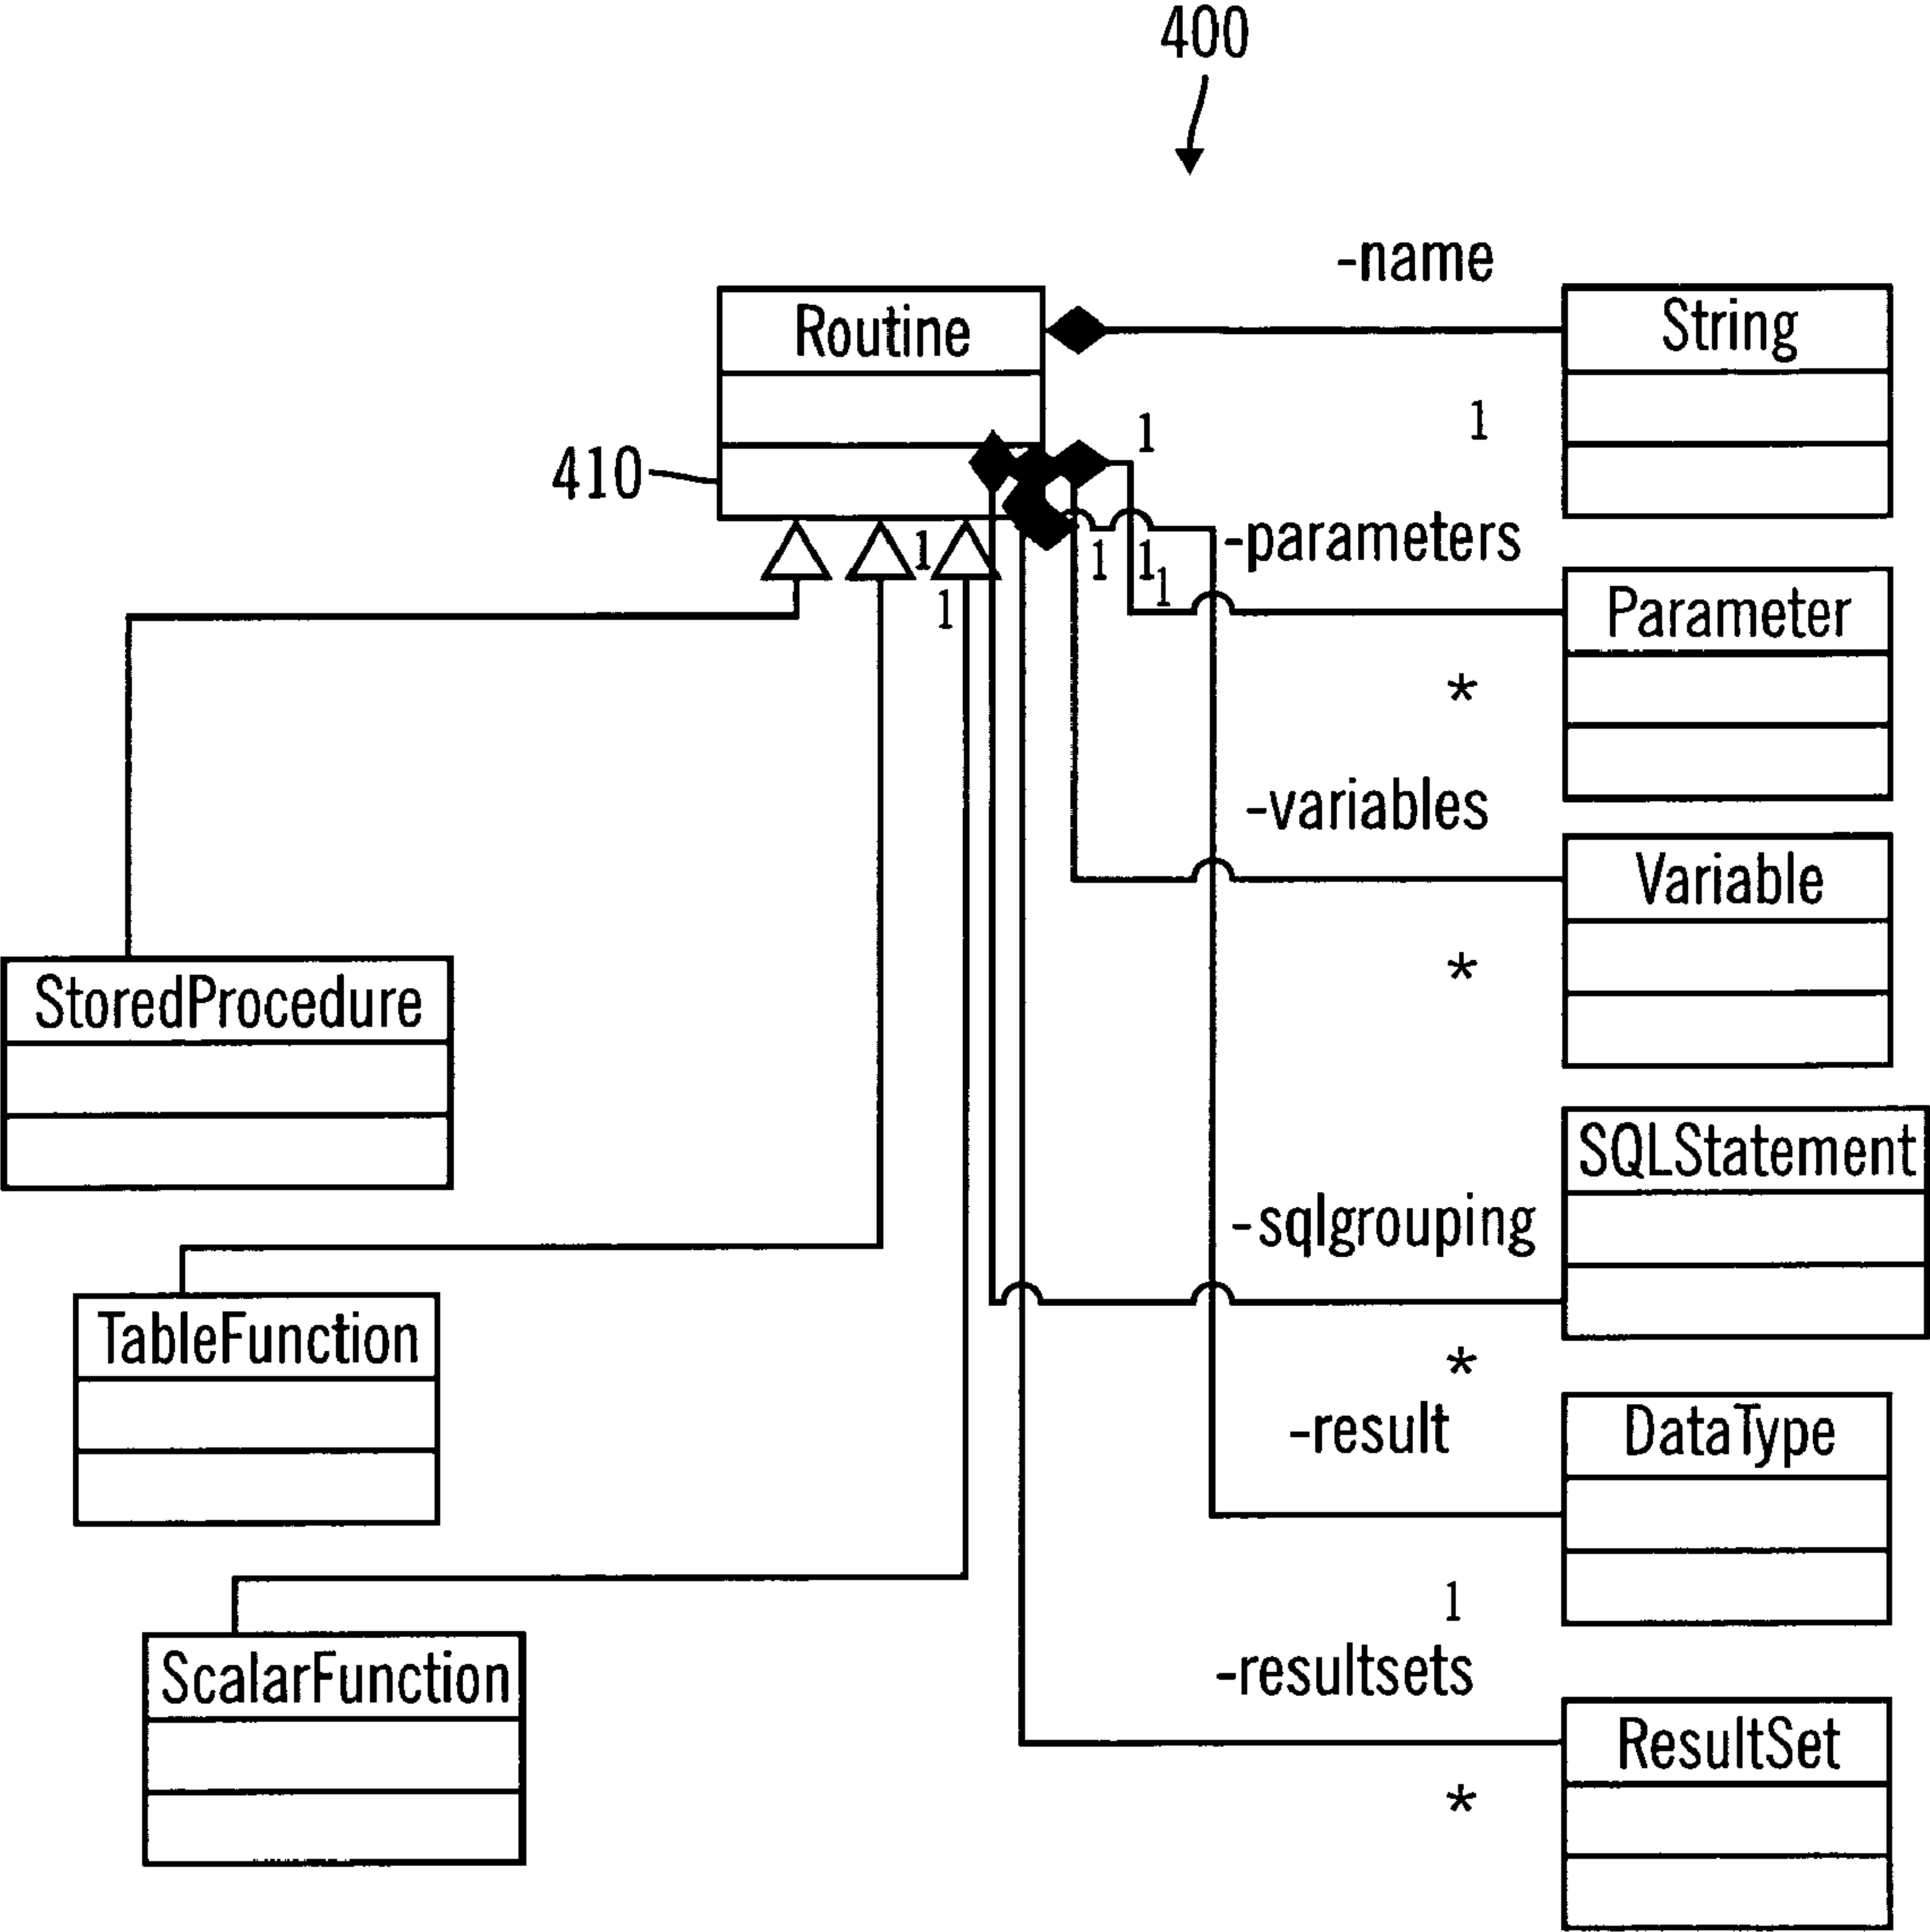 400
-name
Routine
String
1
1
410
-parameters
1
1
1
1
1
Parameter
*
-variables
Variable
*
StoredProcedure
SQLStatement
-sqlgrouping
TableFunction
*
-result
DataType
1
ScalarFunction
-resultsets
ResultSet
*